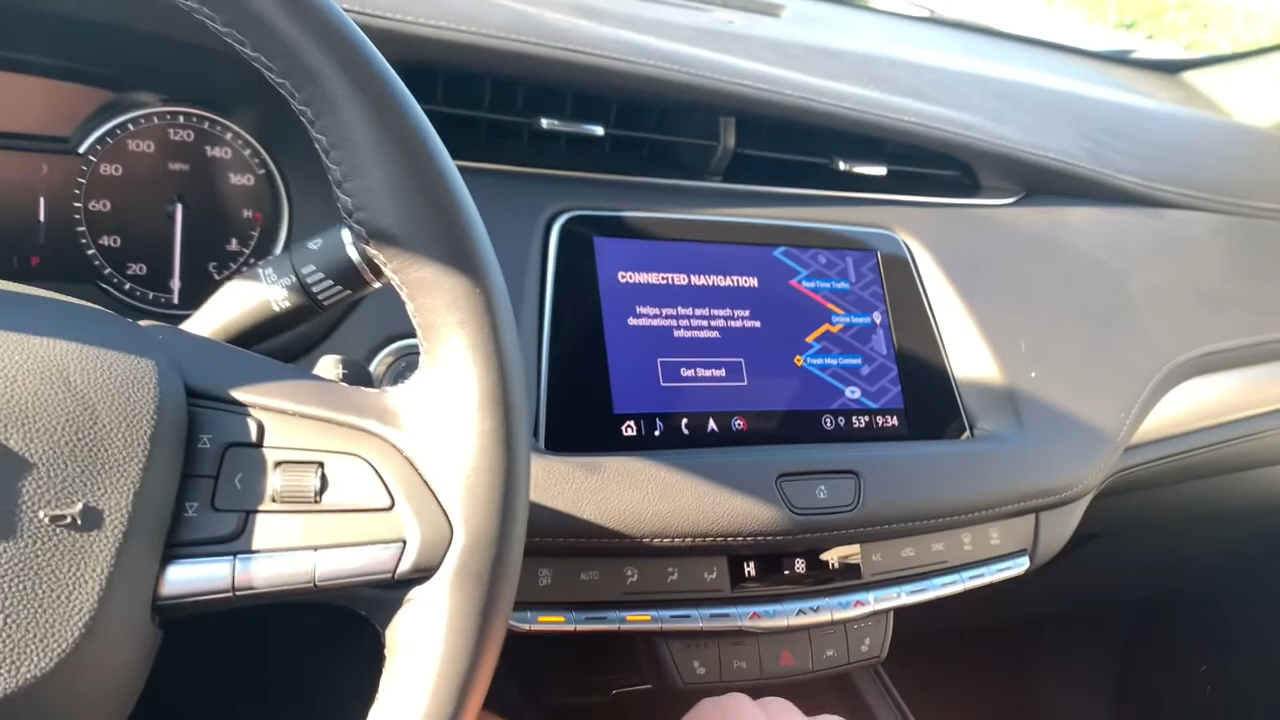 120
100
140
MPH
80
160
60
H
40
20
C
P
CONNECTED NAVIGATION
Helps you find and reach your
destinations on time with real-time
information.
Get Started
Real-Time Traffic
Online Search
Fresh Map Content
2
53° 9:34
ON/
OFF
AUTO
HI
HI
A/C